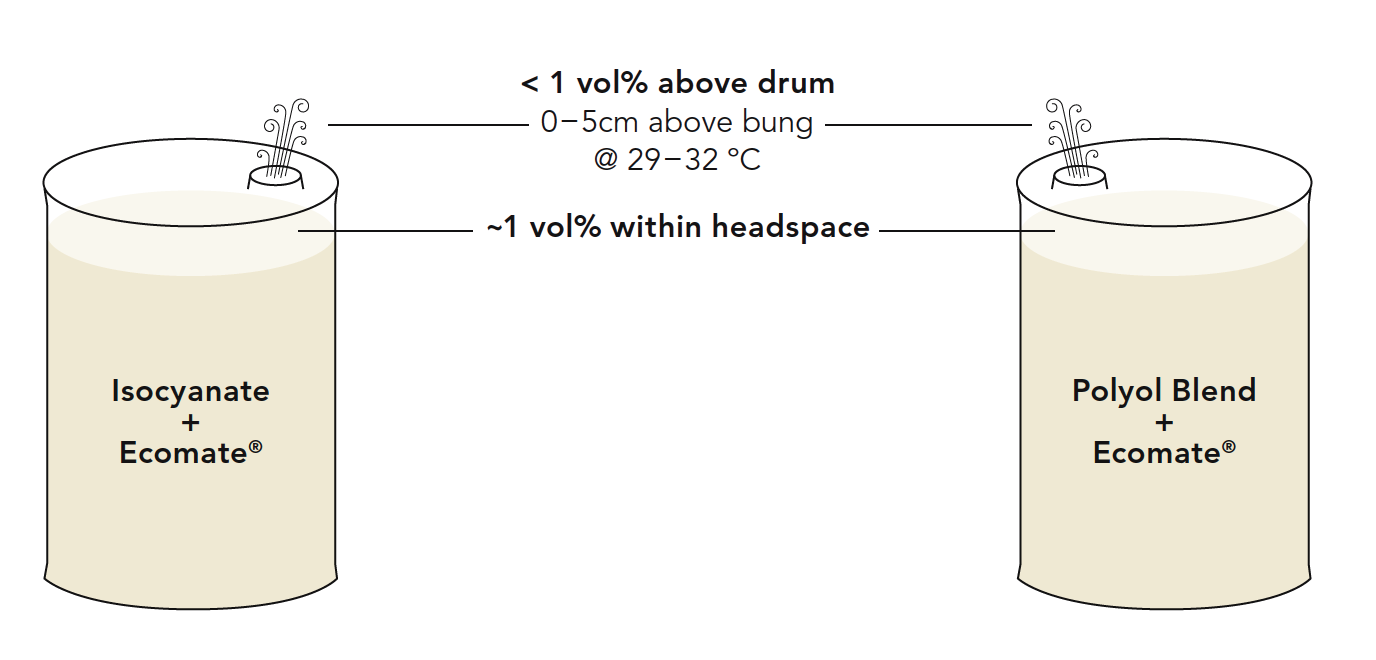 < 1 vol% above drum
0–5cm above bung
@ 29–32 ºC
~1 vol% within headspace
Isocyanate
+
Ecomate®
Polyol Blend
+
Ecomate®